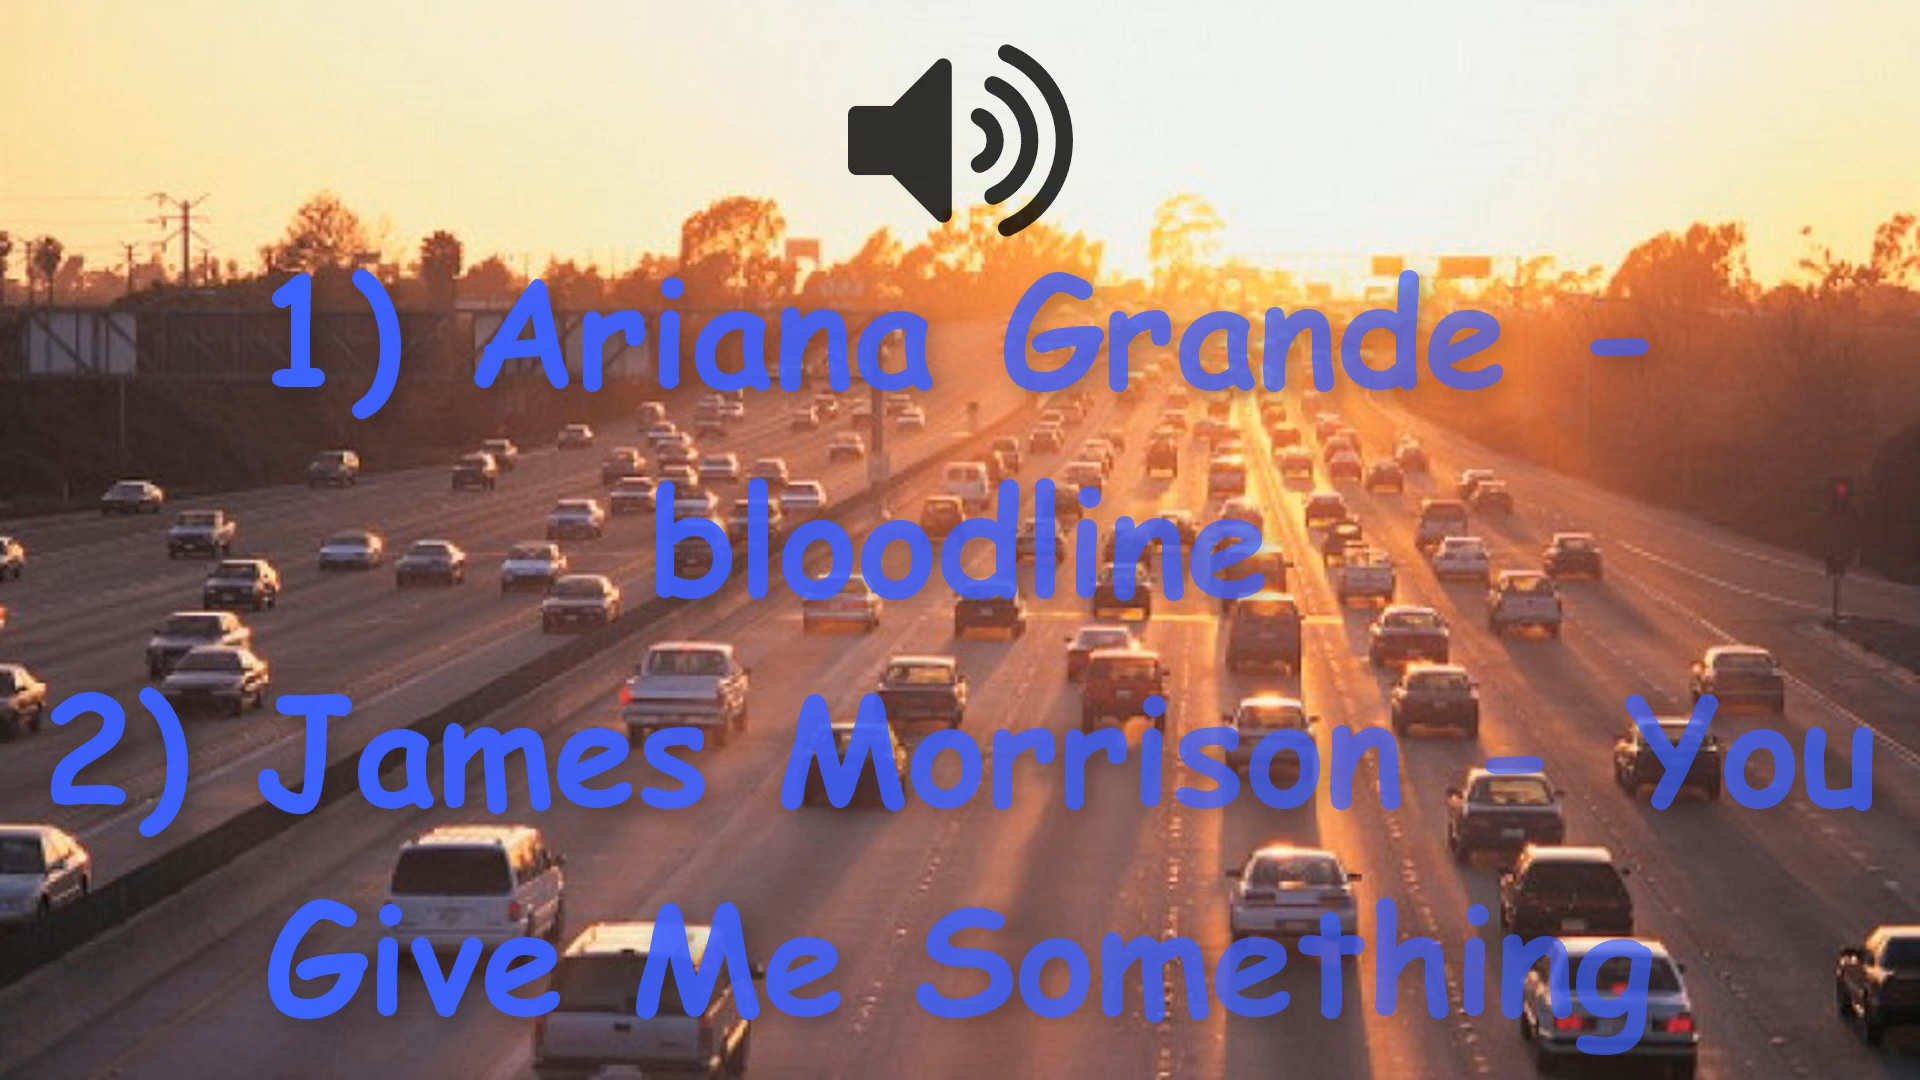 1) Ariana Grande -
bloodline
2) James Morrison - You
Give Me Something